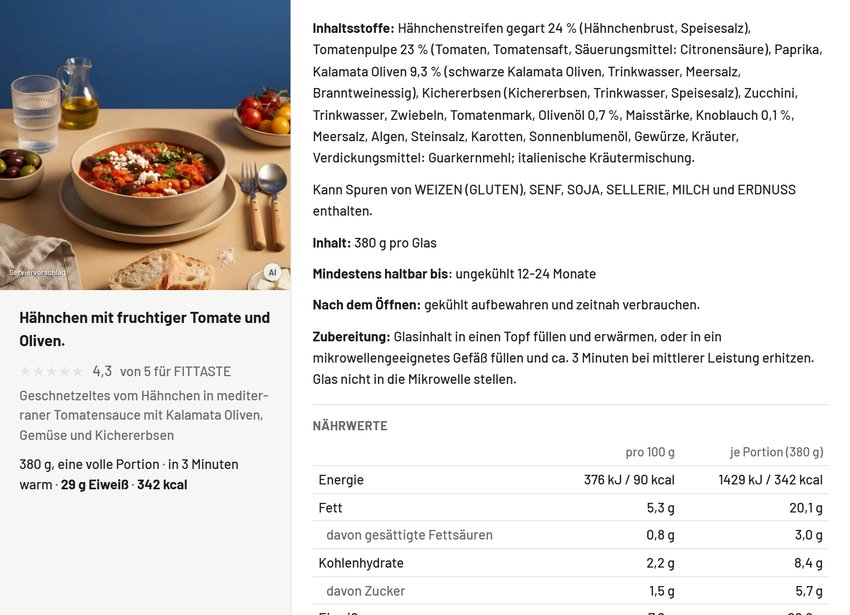 Serviervorschlag
AI
Hähnchen mit fruchtiger Tomate und
Oliven.
★★★★★ 4,3 von 5 für FITTASTE
Geschnetzeltes vom Hähnchen in mediter-
raner Tomatensauce mit Kalamata Oliven,
Gemüse und Kichererbsen
380 g, eine volle Portion · in 3 Minuten
warm · 29 g Eiweiß · 342 kcal
Inhaltsstoffe: Hähnchenstreifen gegart 24 % (Hähnchenbrust, Speisesalz),
Tomatenpulpe 23 % (Tomaten, Tomatensaft, Säuerungsmittel: Citronensäure), Paprika,
Kalamata Oliven 9,3 % (schwarze Kalamata Oliven, Trinkwasser, Meersalz,
Branntweinessig), Kichererbsen (Kichererbsen, Trinkwasser, Speisesalz), Zucchini,
Trinkwasser, Zwiebeln, Tomatenmark, Olivenöl 0,7 %, Maisstärke, Knoblauch 0,1 %,
Meersalz, Algen, Steinsalz, Karotten, Sonnenblumenöl, Gewürze, Kräuter,
Verdickungsmittel: Guarkernmehl; italienische Kräutermischung.
Kann Spuren von WEIZEN (GLUTEN), SENF, SOJA, SELLERIE, MILCH und ERDNUSS
enthalten.
Inhalt: 380 g pro Glas
Mindestens haltbar bis: ungekühlt 12-24 Monate
Nach dem Öffnen: gekühlt aufbewahren und zeitnah verbrauchen.
Zubereitung: Glasinhalt in einen Topf füllen und erwärmen, oder in ein
mikrowellengeeignetes Gefäß füllen und ca. 3 Minuten bei mittlerer Leistung erhitzen.
Glas nicht in die Mikrowelle stellen.
NÄHRWERTE
pro 100 g je Portion (380 g)
Energie 376 kJ / 90 kcal 1429 kJ / 342 kcal
Fett 5,3 g 20,1 g
davon gesättigte Fettsäuren 0,8 g 3,0 g
Kohlenhydrate 2,2 g 8,4 g
davon Zucker 1,5 g 5,7 g